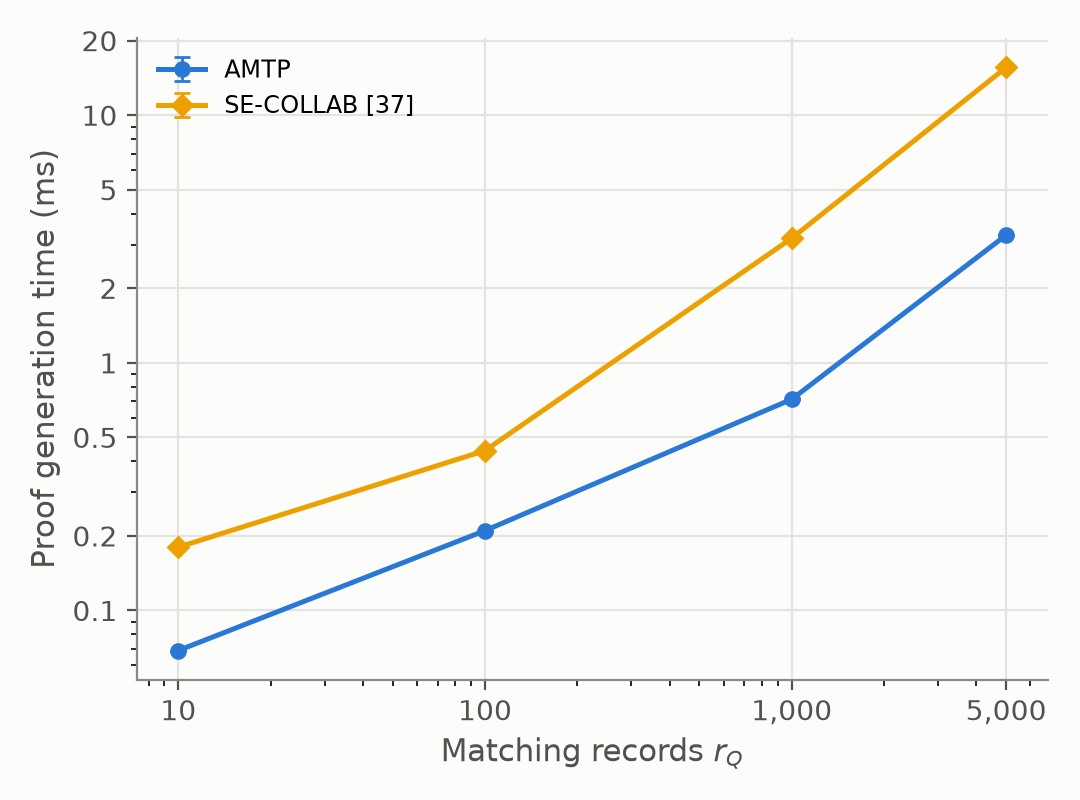 AMTP
SE-COLLAB [37]
Proof generation time (ms)
20
10
5
2
1
0.5
0.2
0.1
10 100 1,000 5,000
Matching records r_Q